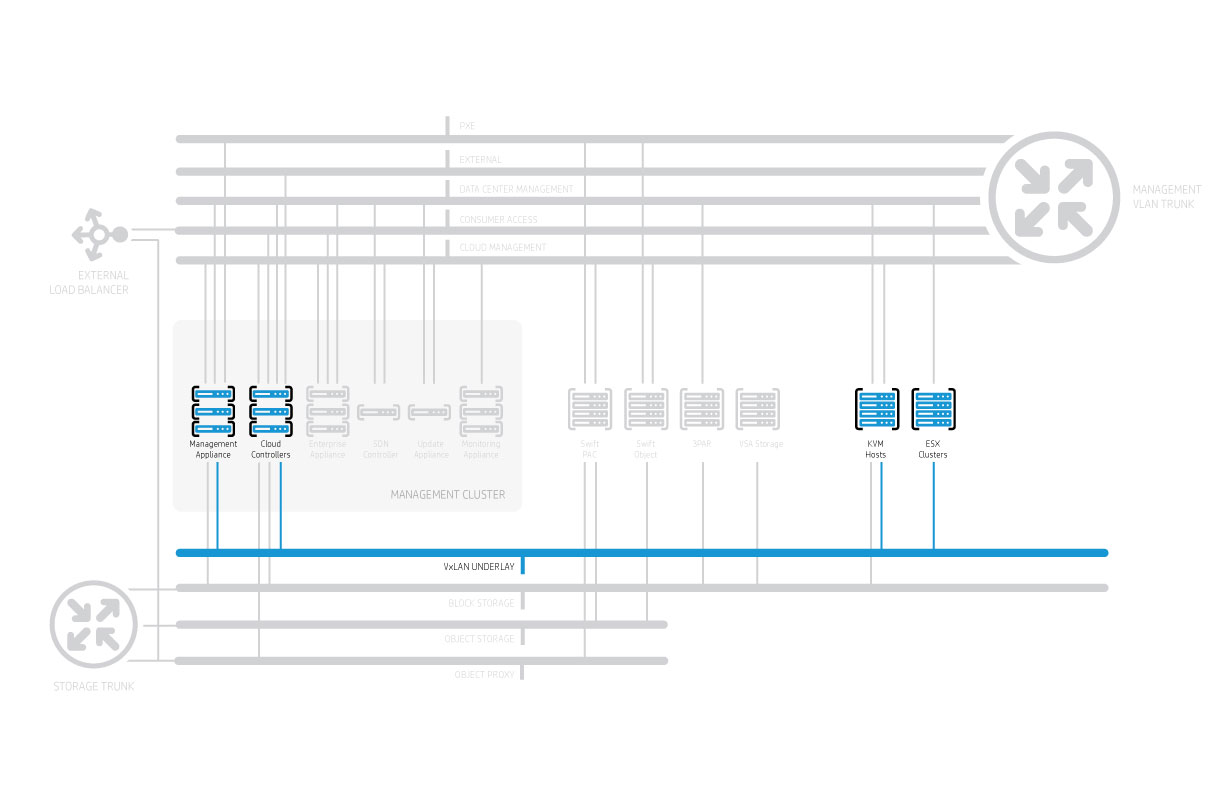 PXE
EXTERNAL
DATA CENTER MANAGEMENT
CONSUMER ACCESS
CLOUD MANAGEMENT
MANAGEMENT
VLAN TRUNK
EXTERNAL
LOAD BALANCER
Management
Appliance
Cloud
Controllers
Enterprise
Appliance
SDN
Controller
Update
Appliance
Monitoring
Appliance
Swift
PAC
Swift
Object
3PAR
VSA Storage
KVM
Hosts
ESX
Clusters
MANAGEMENT CLUSTER
VxLAN UNDERLAY
BLOCK STORAGE
OBJECT STORAGE
OBJECT PROXY
STORAGE TRUNK